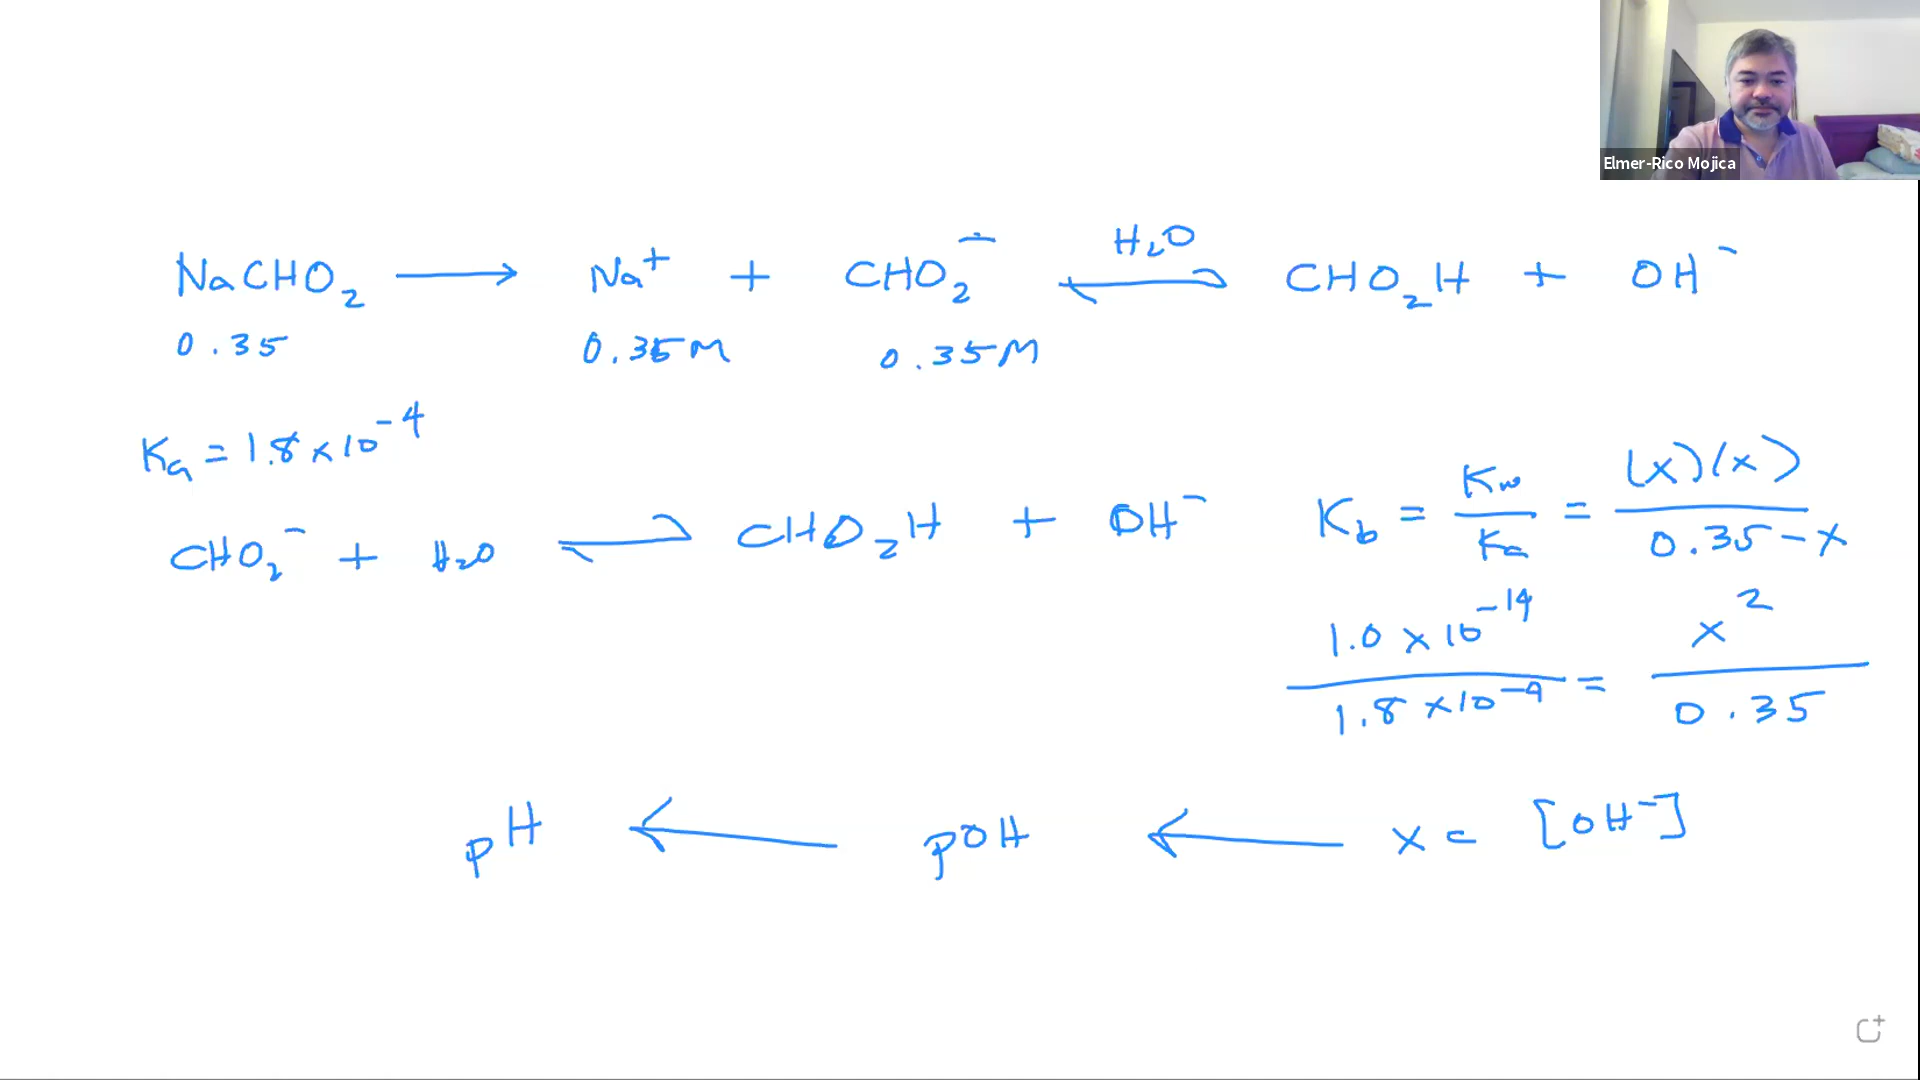 Elmer-Rico Mojica
NaCHO₂ ⟶ Na⁺ + CHO₂⁻ ⇌ H₂O CHO₂H + OH⁻
0.35 0.35M 0.35M
Ka = 1.8 × 10⁻⁴
CHO₂⁻ + H₂O ⇌ CHO₂H + OH⁻ Kb = Kw/Ka = (x)(x)/0.35-x
1.0 × 10⁻¹⁴/1.8 × 10⁻⁴ = x²/0.35
pH ← pOH ← x = [OH⁻]